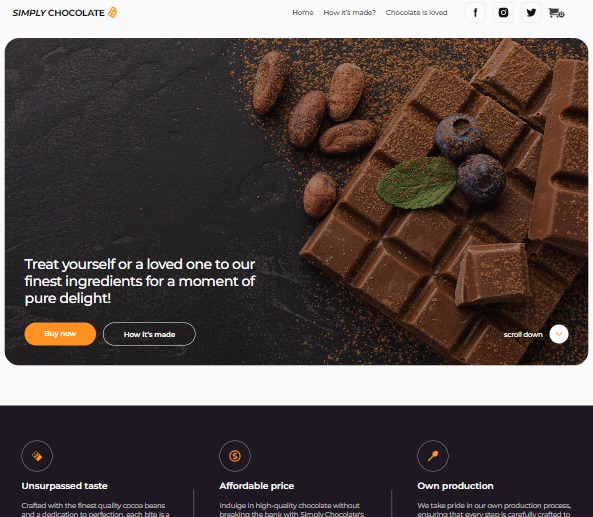 SIMPLY CHOCOLATE
Home How it's made? Chocolate is loved
0
Treat yourself or a loved one to our
finest ingredients for a moment of
pure delight!
Buy now How it's made
scroll down
Unsurpassed taste
Crafted with the finest quality cocoa beans
and a dedication to perfection, each bite is a
Affordable price
Indulge in high-quality chocolate without
breaking the bank with Simply Chocolate's
Own production
We take pride in our own production process,
ensuring that every step is carefully crafted to